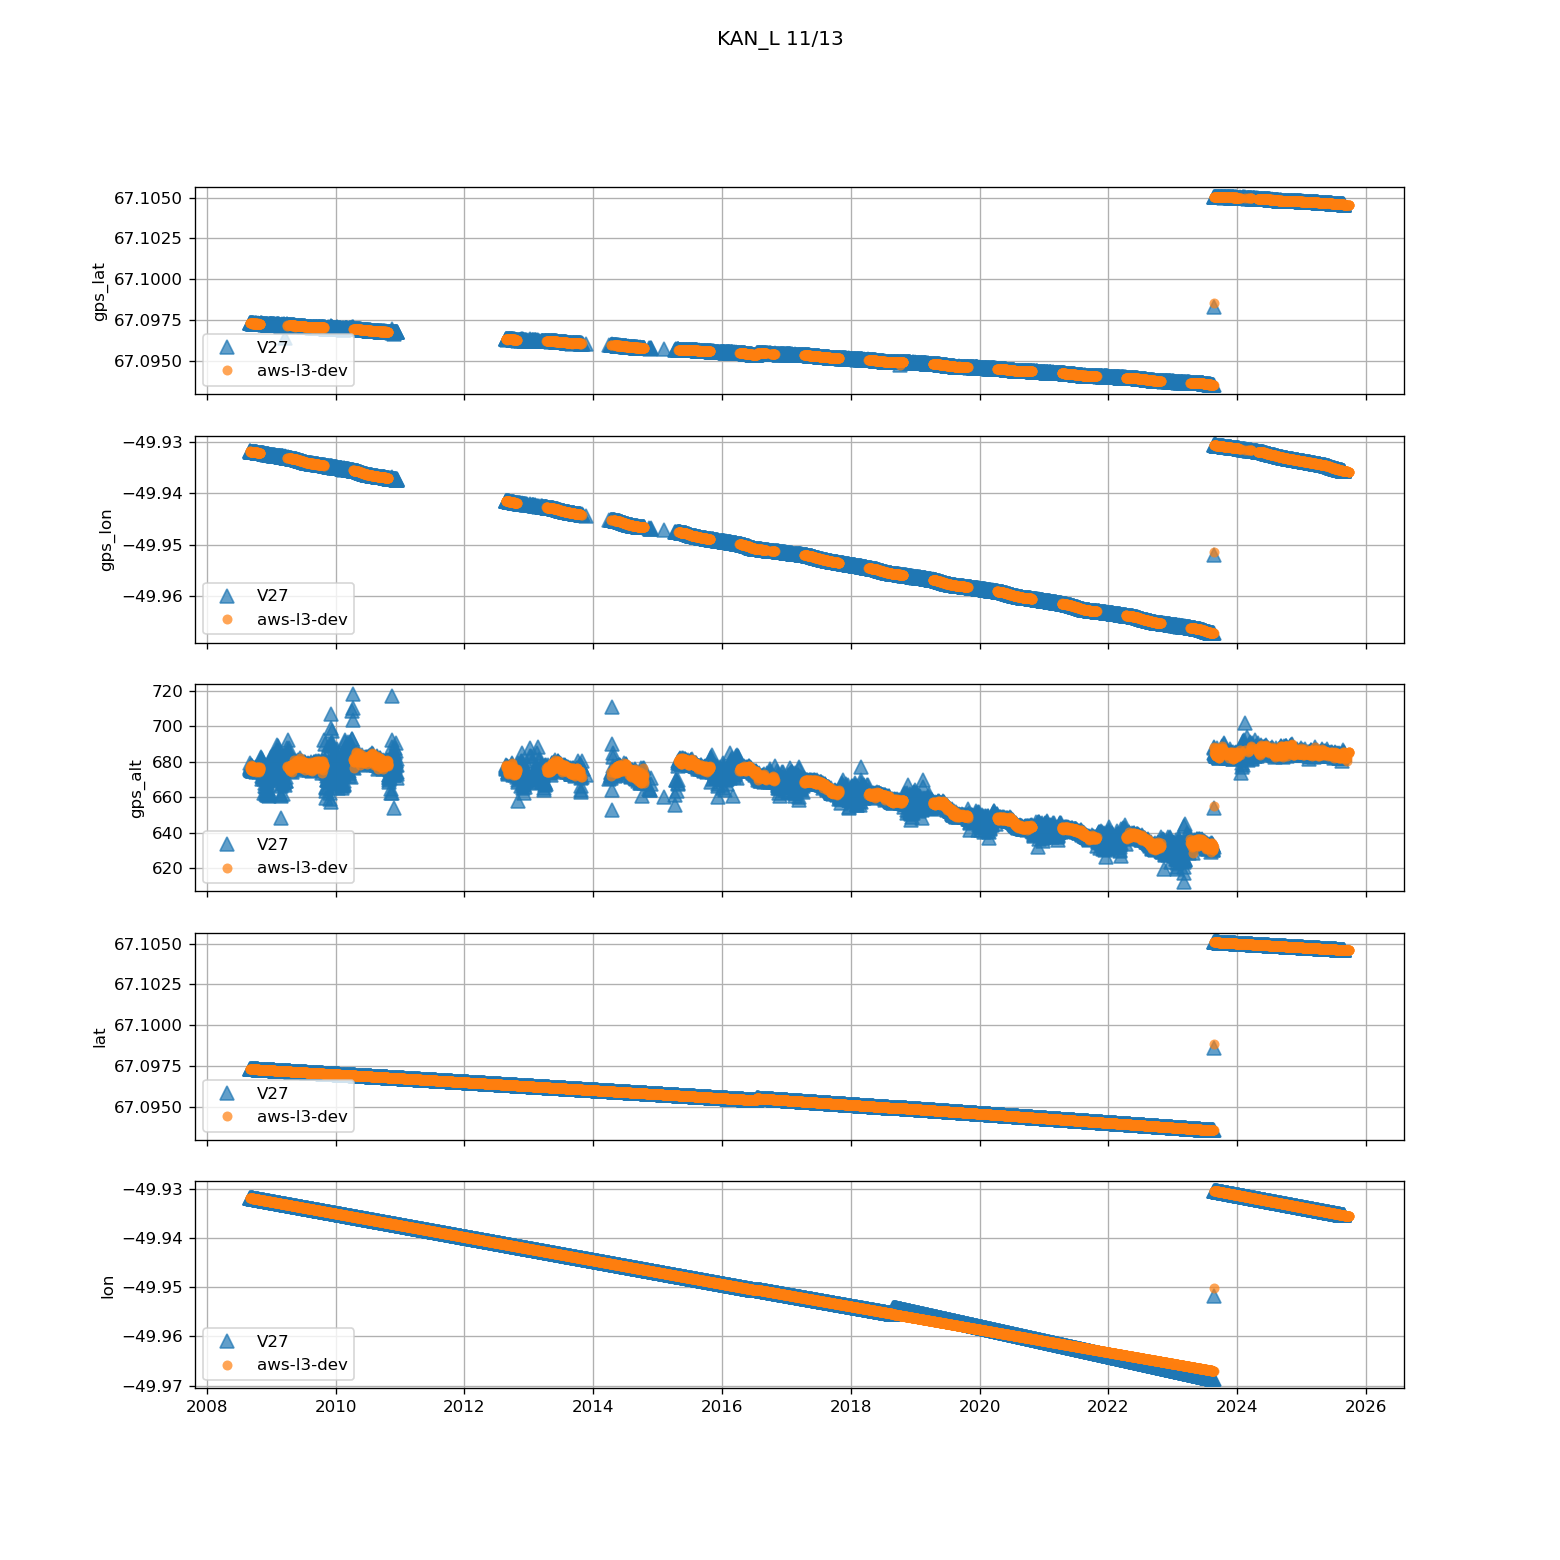 KAN_L 11/13
gps_lat
67.1050
67.1025
67.1000
67.0975
67.0950
V27
aws-l3-dev
gps_lon
−49.93
−49.94
−49.95
−49.96
V27
aws-l3-dev
gps_alt
720
700
680
660
640
620
V27
aws-l3-dev
lat
67.1050
67.1025
67.1000
67.0975
67.0950
V27
aws-l3-dev
lon
−49.93
−49.94
−49.95
−49.96
−49.97
V27
aws-l3-dev
2008 2010 2012 2014 2016 2018 2020 2022 2024 2026